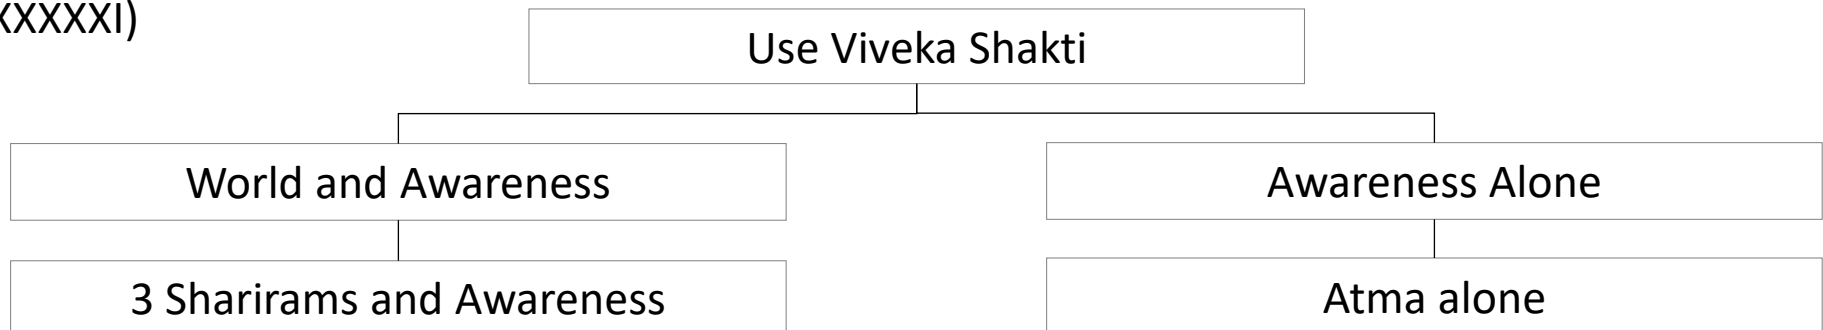 XXXXXI)
Use Viveka Shakti
World and Awareness
Awareness Alone
3 Sharirams and Awareness
Atma alone